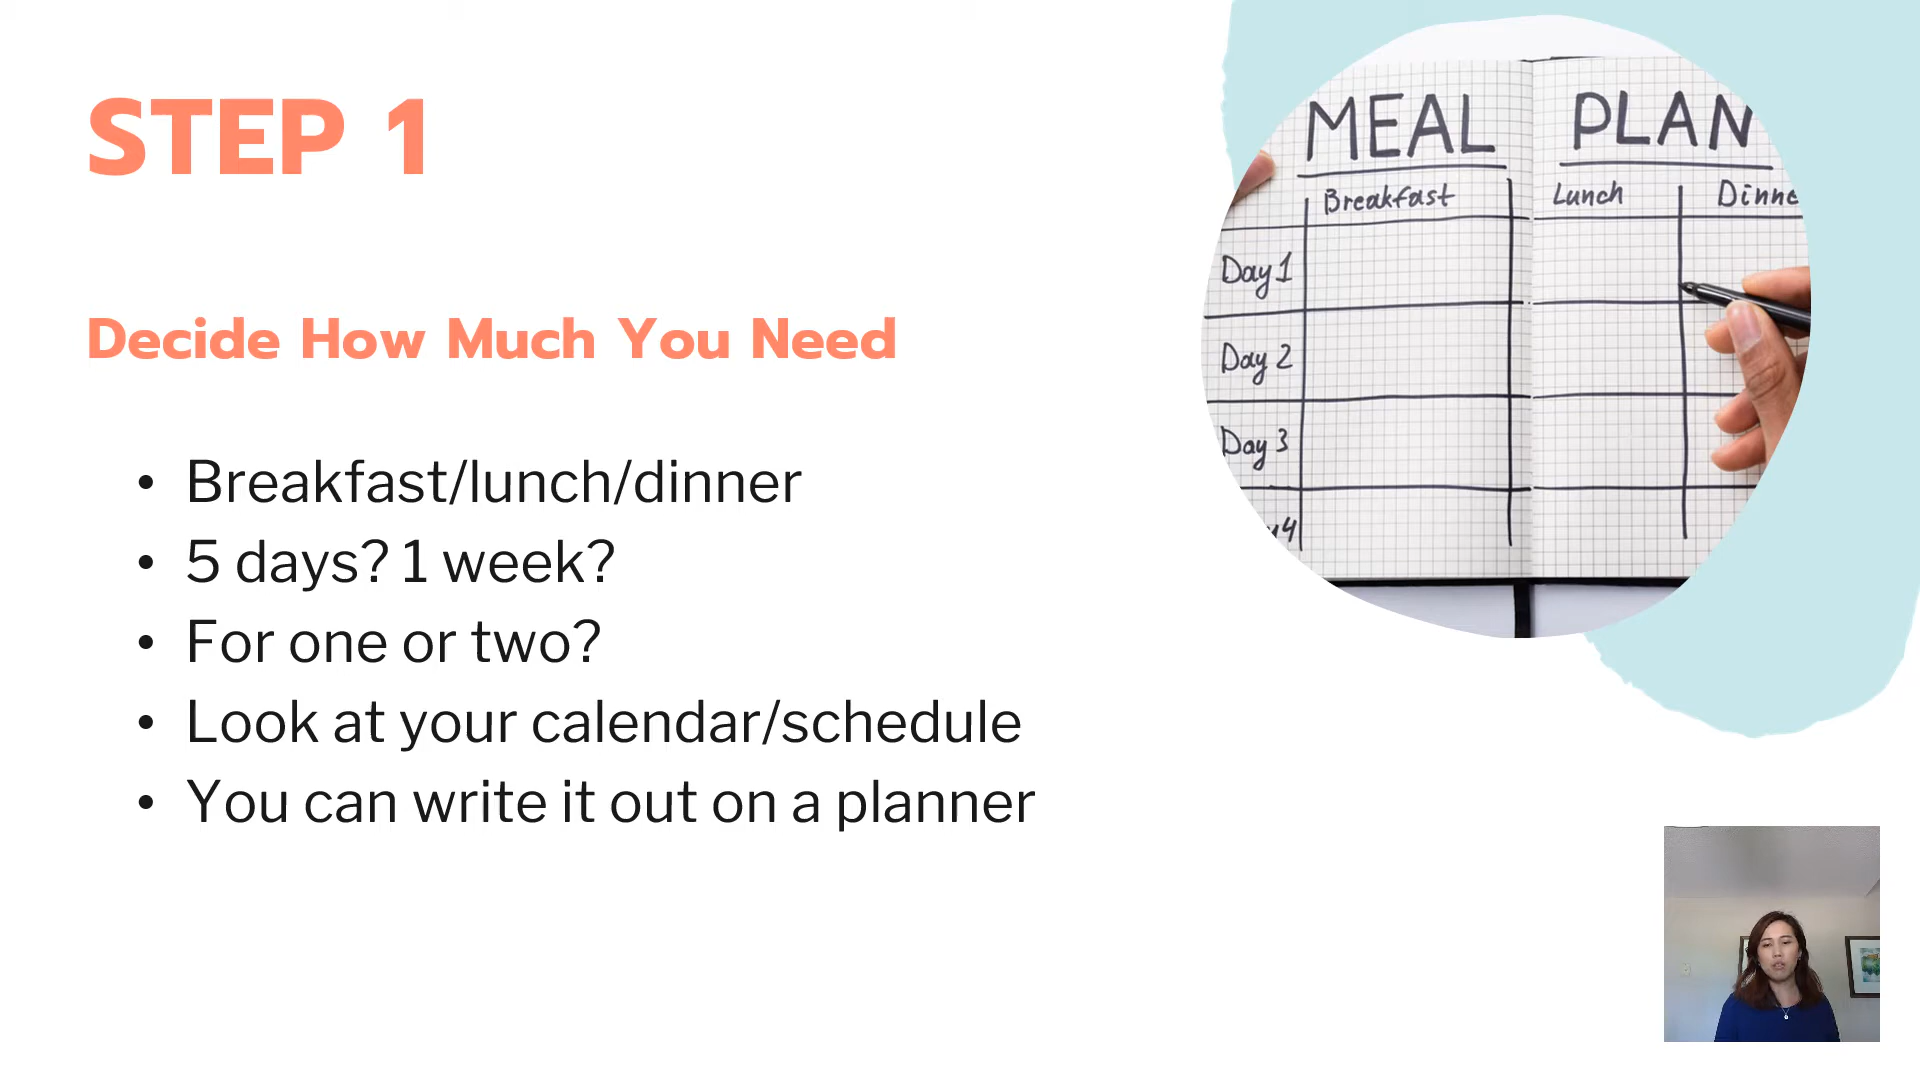 STEP 1
Decide How Much You Need
• Breakfast/lunch/dinner
• 5 days? 1 week?
• For one or two?
• Look at your calendar/schedule
• You can write it out on a planner
MEAL PLAN
Breakfast Lunch Dinne
Day 1
Day 2
Day 3
y4